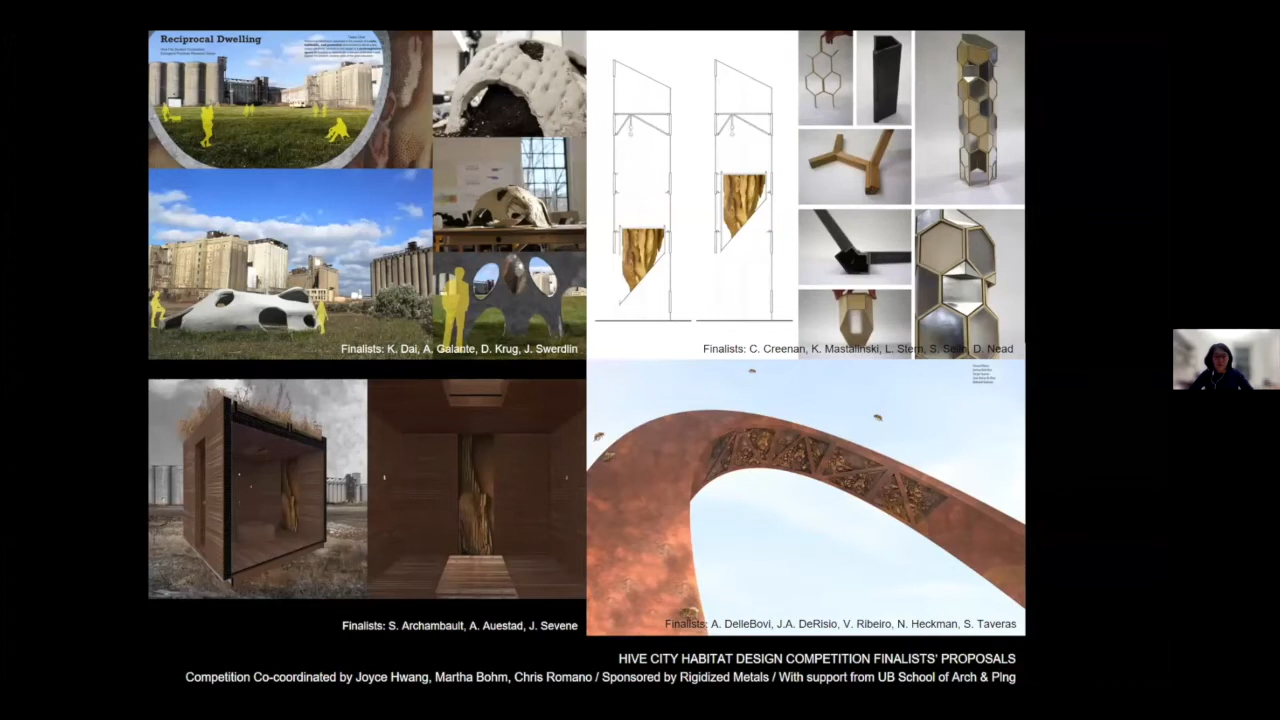 Reciprocal Dwelling
Finalists: K. Dai, A. Galante, D. Krug, J. Swerdlin
Finalists: C. Creenan, K. Mastalinski, L. Stern, S. Selin, D. Nead
Finalists: S. Archambault, A. Auestad, J. Sevene
Finalists: A. DelleBovi, J.A. DeRisio, V. Ribeiro, N. Heckman, S. Taveras
HIVE CITY HABITAT DESIGN COMPETITION FINALISTS' PROPOSALS
Competition Co-coordinated by Joyce Hwang, Martha Bohm, Chris Romano / Sponsored by Rigidized Metals / With support from UB School of Arch & Plng